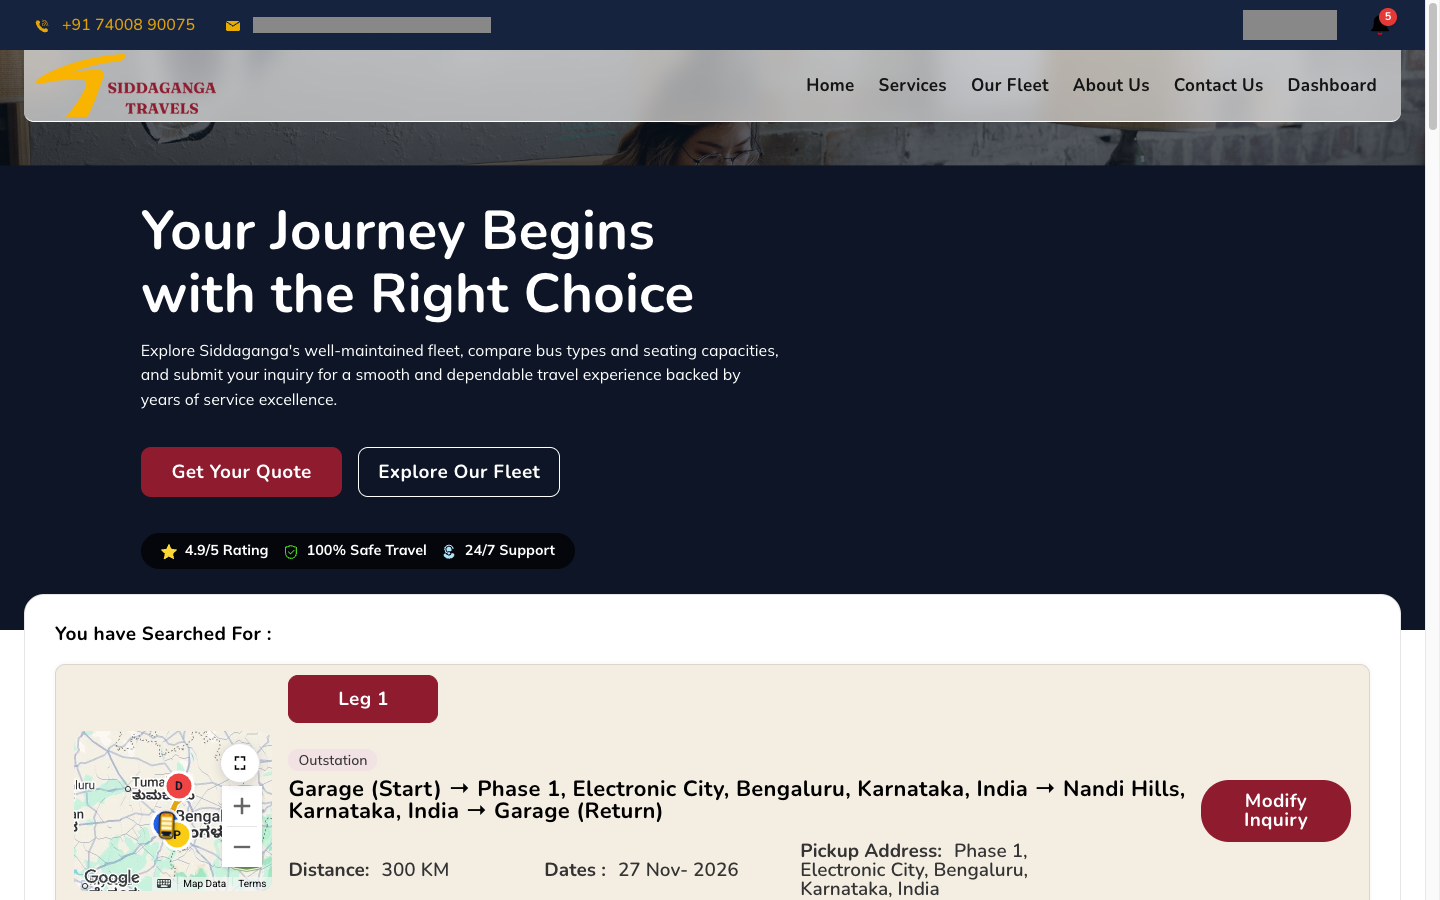 +91 74008 90075
5
SIDDAGANGA
TRAVELS
Home Services Our Fleet About Us Contact Us Dashboard
Your Journey Begins
with the Right Choice
Explore Siddaganga's well-maintained fleet, compare bus types and seating capacities,
and submit your inquiry for a smooth and dependable travel experience backed by
years of service excellence.
Get Your Quote Explore Our Fleet
4.9/5 Rating 100% Safe Travel 24/7 Support
You have Searched For :
Leg 1
Outstation
Garage (Start) → Phase 1, Electronic City, Bengaluru, Karnataka, India → Nandi Hills,
Karnataka, India → Garage (Return)
Modify
Inquiry
Distance: 300 KM
Dates : 27 Nov- 2026
Pickup Address: Phase 1,
Electronic City, Bengaluru,
Karnataka, India
D
P
Google
Map Data Terms